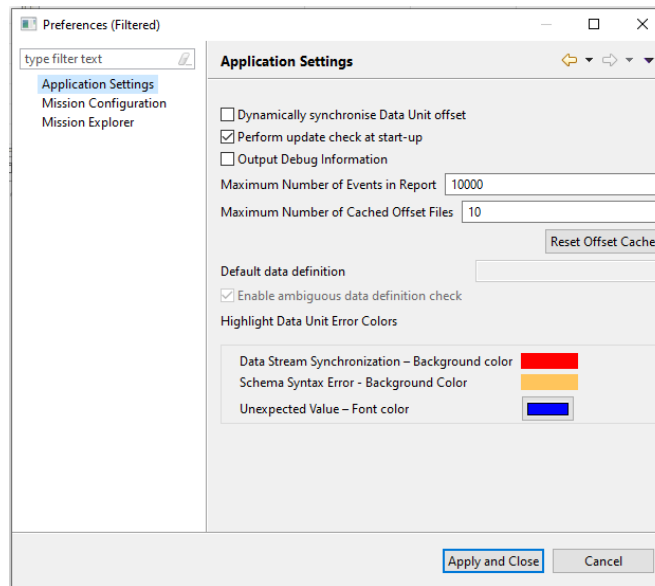 Preferences (Filtered)
type filter text
Application Settings
Mission Configuration
Mission Explorer
Application Settings
Dynamically synchronise Data Unit offset
Perform update check at start-up
Output Debug Information
Maximum Number of Events in Report 10000
Maximum Number of Cached Offset Files 10
Reset Offset Cache
Default data definition
Enable ambiguous data definition check
Highlight Data Unit Error Colors
Data Stream Synchronization – Background color
Schema Syntax Error - Background Color
Unexpected Value – Font color
Apply and Close Cancel